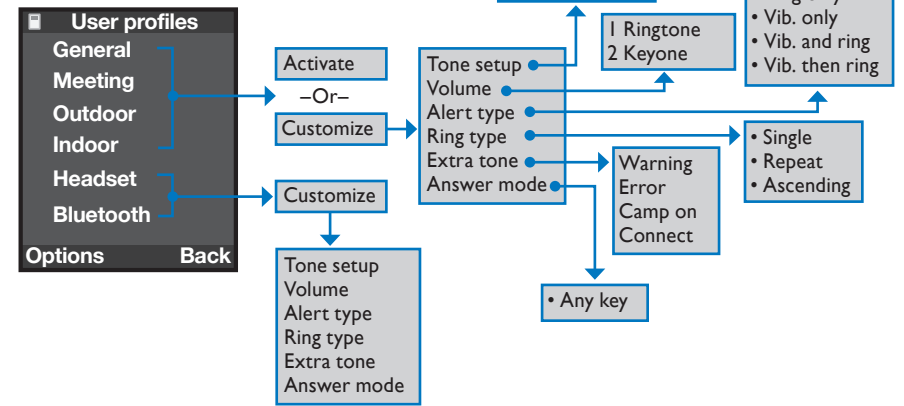 User profiles
General
Meeting
Outdoor
Indoor
Headset
Bluetooth
Options Back
Activate
–Or–
Customize
Customize
Tone setup
Volume
Alert type
Ring type
Extra tone
Answer mode
Tone setup
Volume
Alert type
Ring type
Extra tone
Answer mode
1 Ringtone
2 Keyone
• Vib. only
• Vib. and ring
• Vib. then ring
• Single
• Repeat
• Ascending
Warning
Error
Camp on
Connect
• Any key